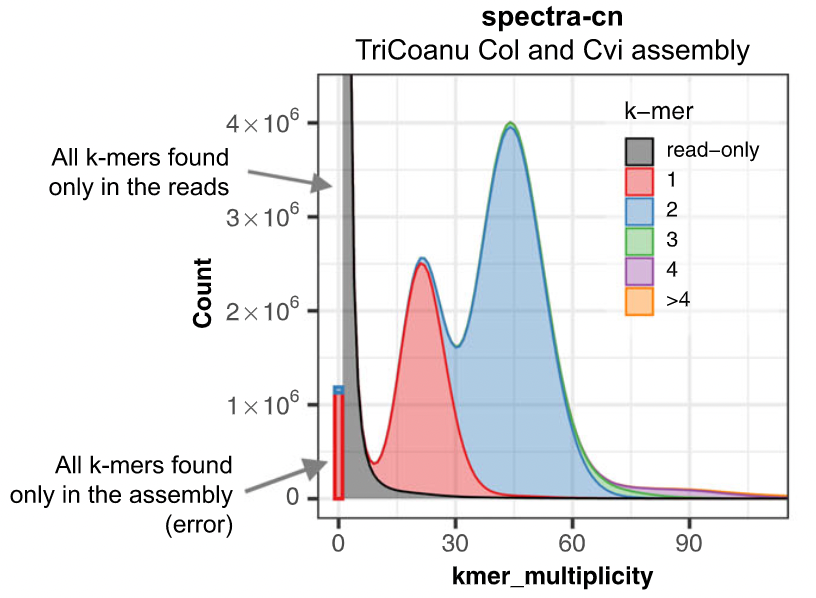 spectra-cn
TriCoanu Col and Cvi assembly
All k-mers found
only in the reads
All k-mers found
only in the assembly
(error)
Count
4×10⁶
3×10⁶
2×10⁶
1×10⁶
0
k−mer
read−only
1
2
3
4
>4
0 30 60 90
kmer_multiplicity